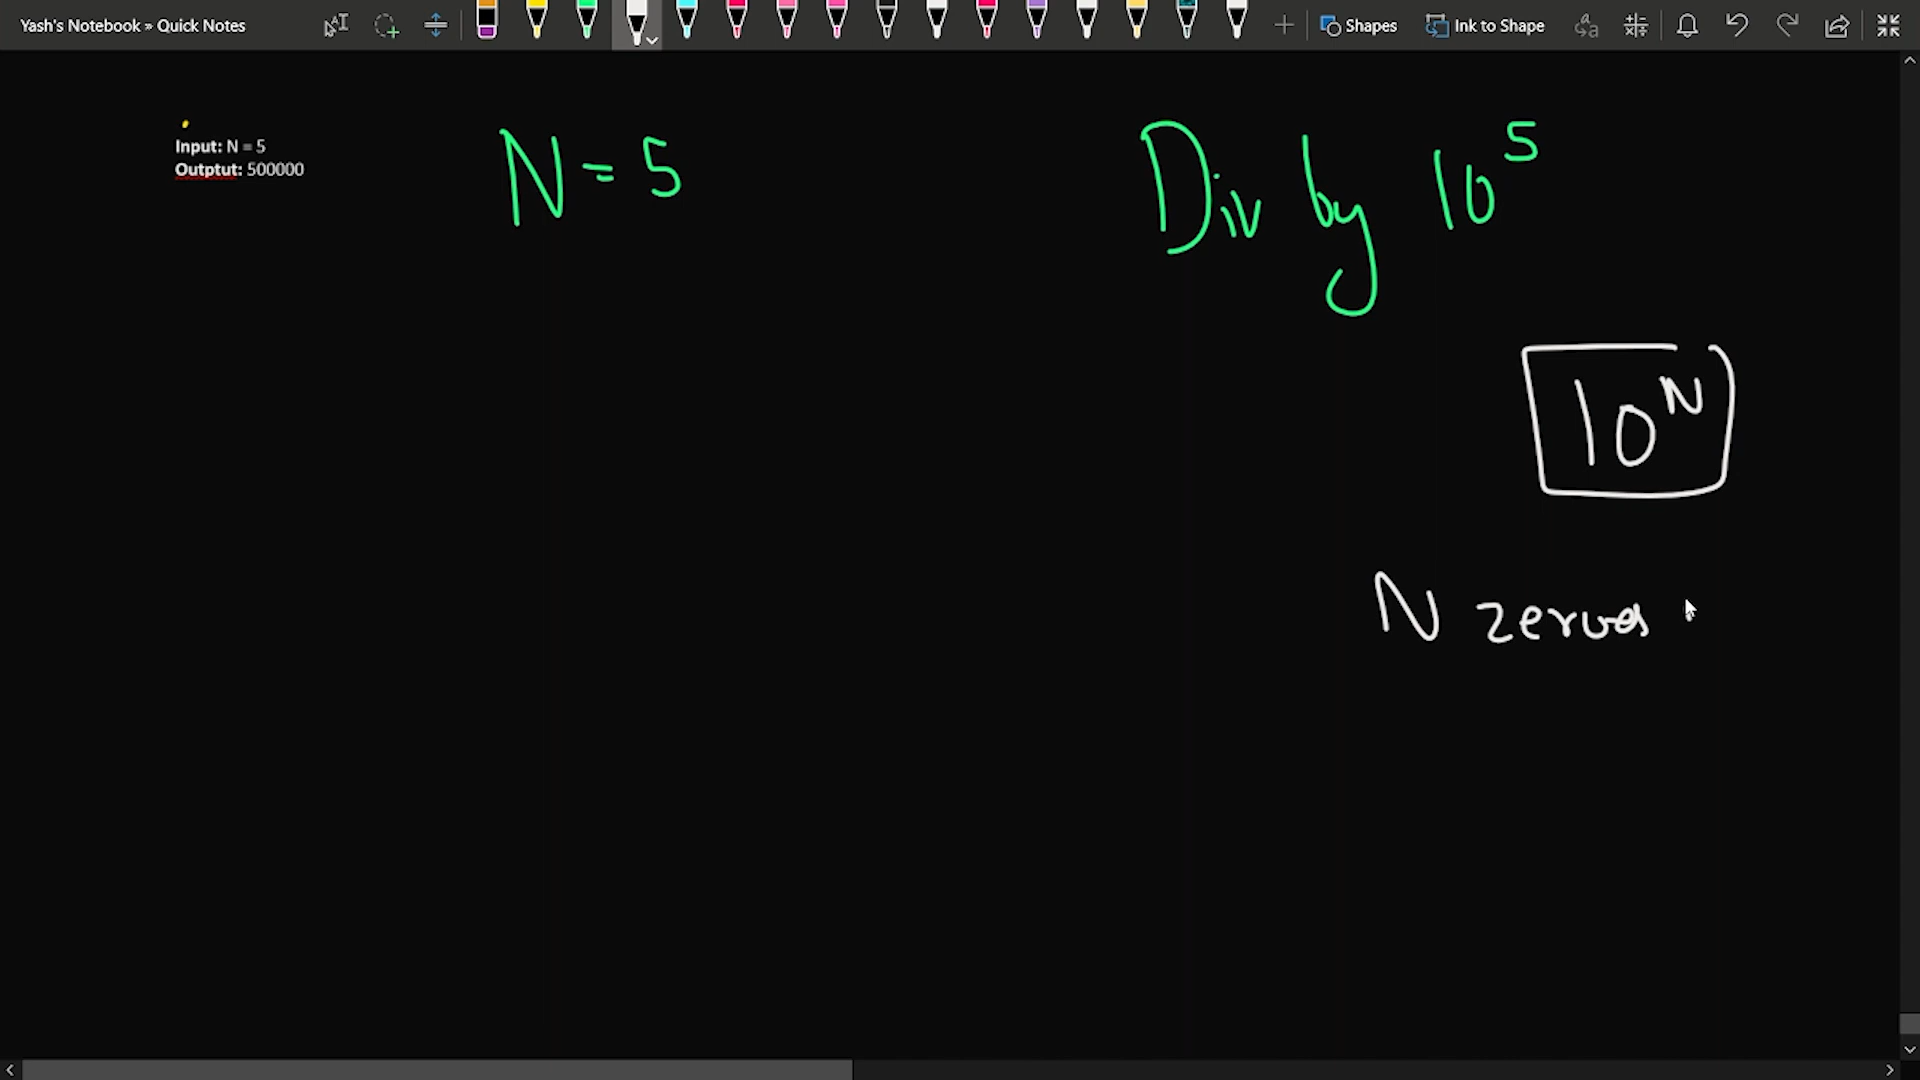 Yash's Notebook » Quick Notes
Shapes
Ink to Shape
Input: N = 5
Outptut: 500000
N = 5
Div by 10^5
10^N
N zeroes